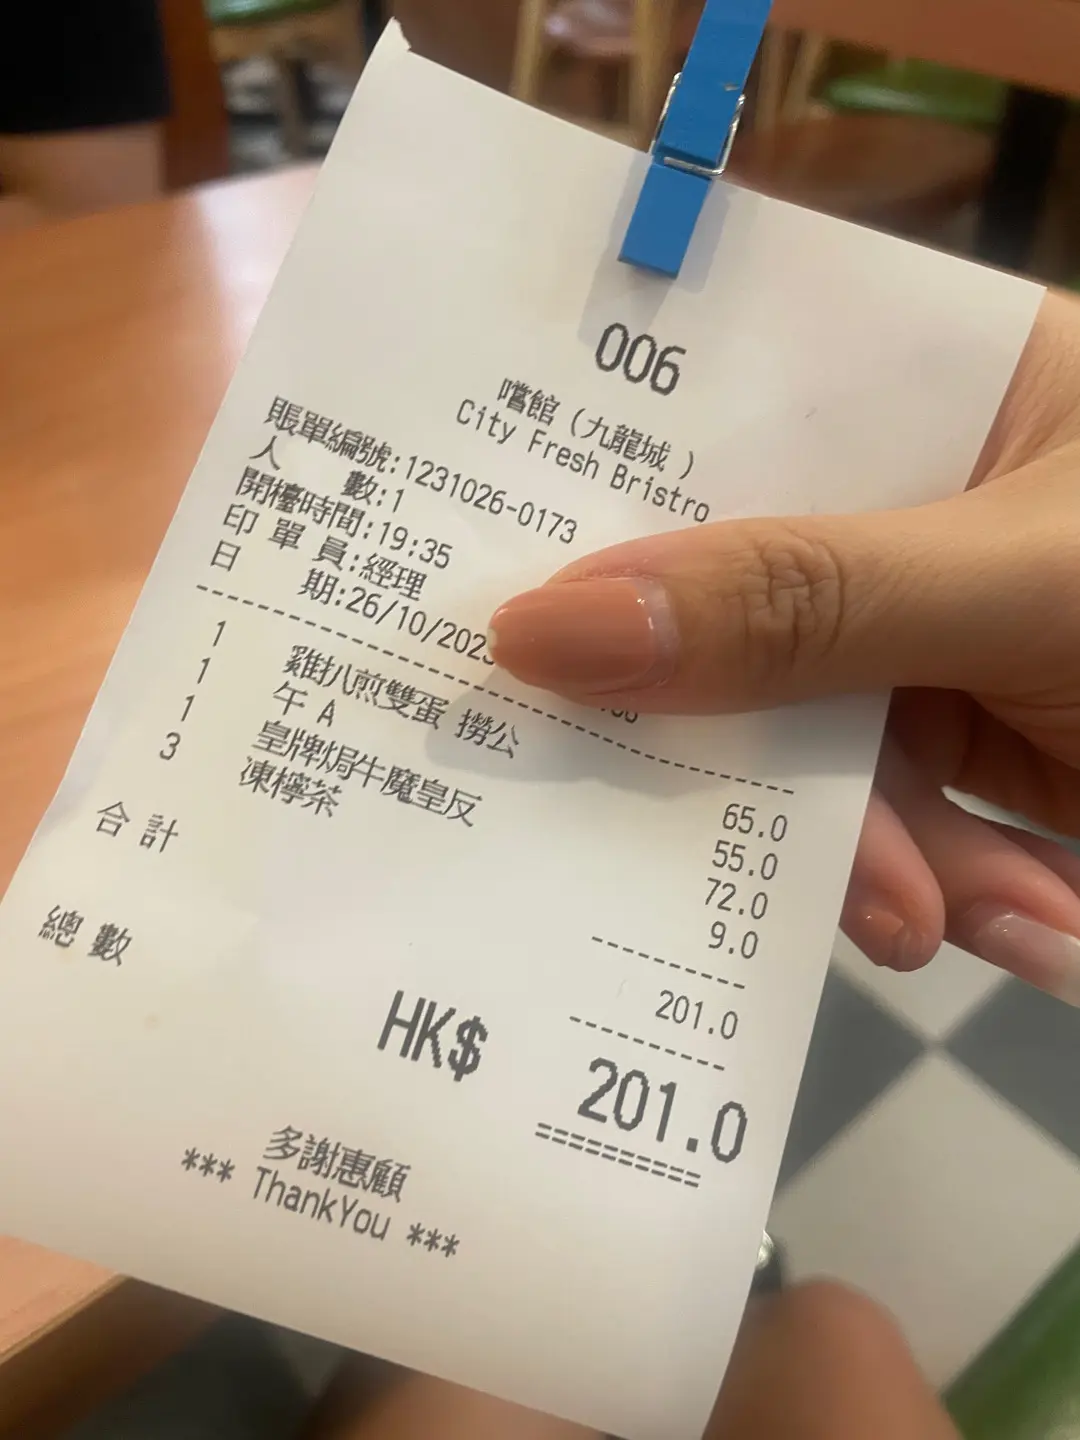 006
嚐館（九龍城）
City Fresh Bristro
賬單編號:1231026-0173
人 數:1
開檯時間:19:35
印單員:經理
日 期:26/10/2023
1 雞扒煎雙蛋 撈公 65.0
1 午 A 55.0
1 皇牌焗牛魔皇反 72.0
3 凍檸茶 9.0
合計 201.0
總數 HK$ 201.0
多謝惠顧
*** ThankYou ***